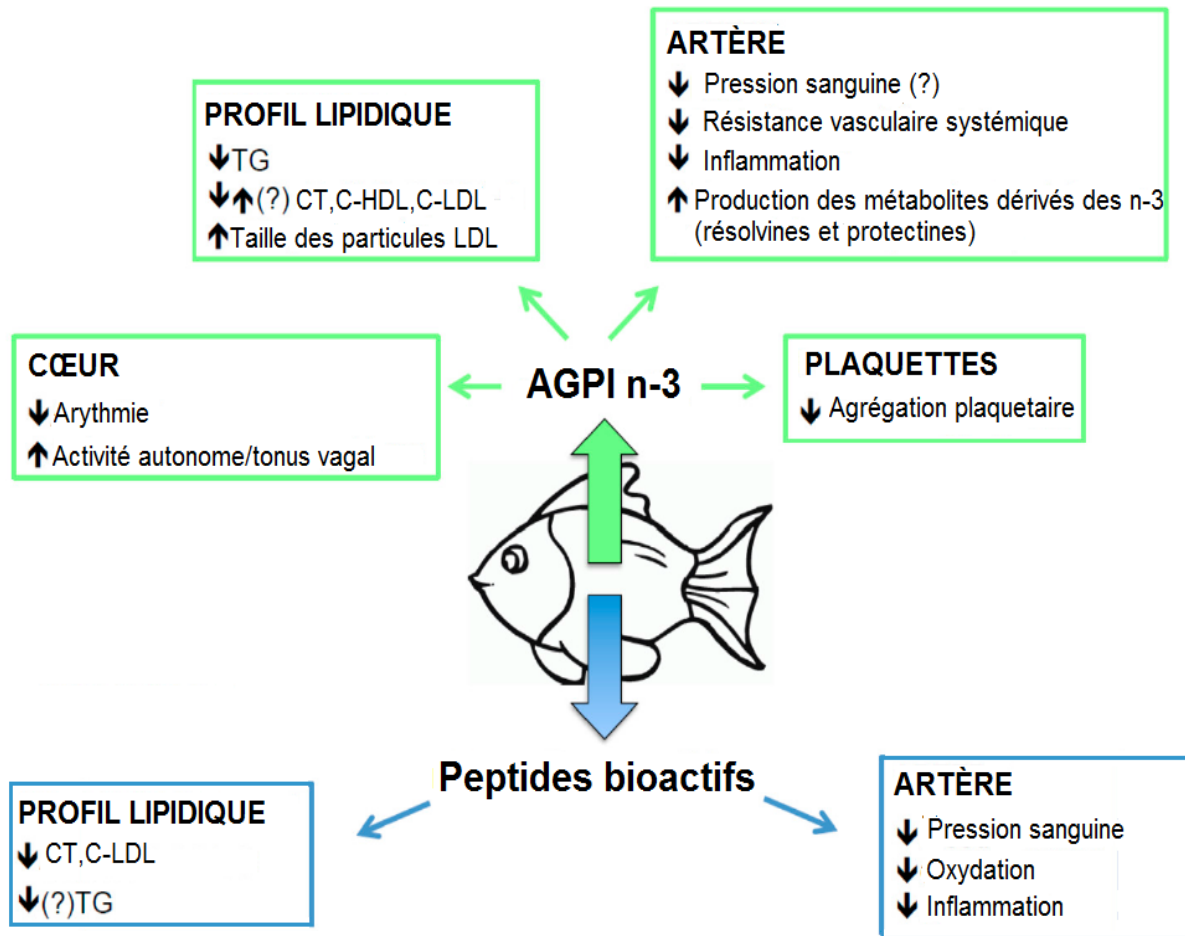 PROFIL LIPIDIQUE
↓TG
↓↑(?) CT,C-HDL,C-LDL
↑Taille des particules LDL
ARTÈRE
↓ Pression sanguine (?)
↓ Résistance vasculaire systémique
↓ Inflammation
↑ Production des métabolites dérivés des n-3
(résolvines et protectines)
CŒUR
↓ Arythmie
↑ Activité autonome/tonus vagal
AGPI n-3
PLAQUETTES
↓ Agrégation plaquetaire
Peptides bioactifs
PROFIL LIPIDIQUE
↓ CT,C-LDL
↓(?)TG
ARTÈRE
↓ Pression sanguine
↓ Oxydation
↓ Inflammation